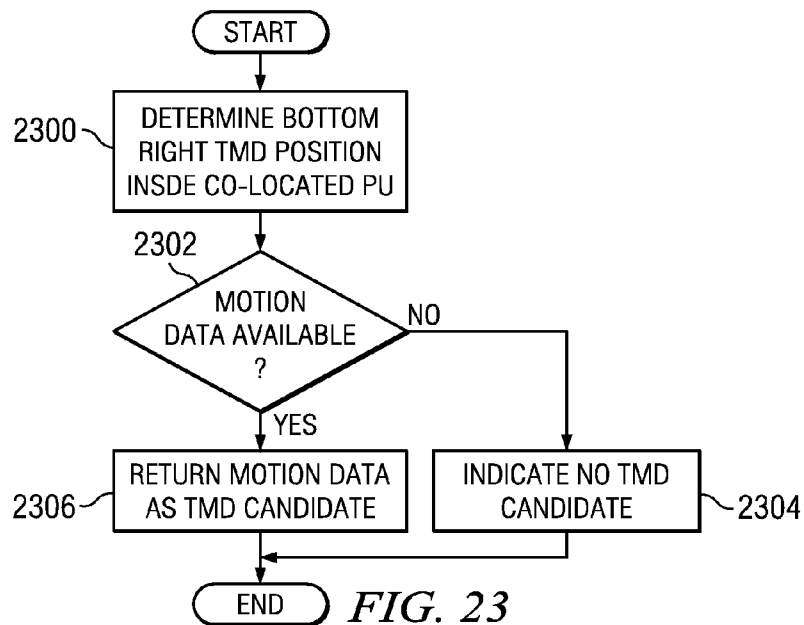 START
2300
DETERMINE BOTTOM
RIGHT TMD POSITION
INSDE CO-LOCATED PU
2302
MOTION
DATA AVAILABLE
?
NO
YES
2306
RETURN MOTION DATA
AS TMD CANDIDATE
INDICATE NO TMD
CANDIDATE
2304
END
FIG. 23